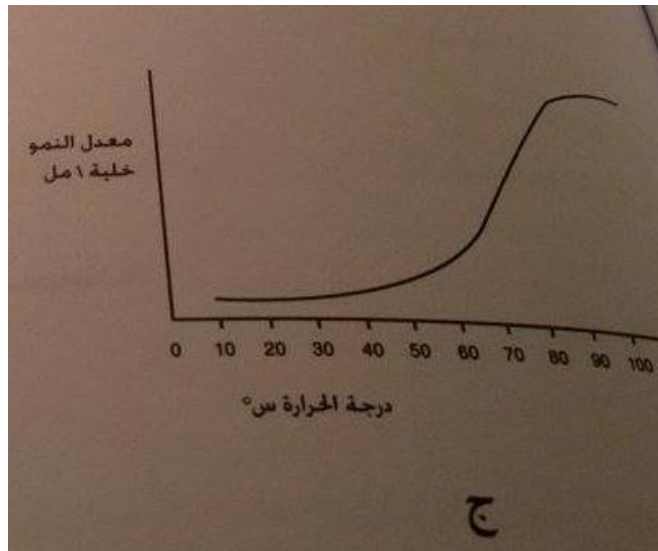 معدل النمو
خلية ١ مل
0 10 20 30 40 50 60 70 80 90 100
درجة الحرارة س°
ج